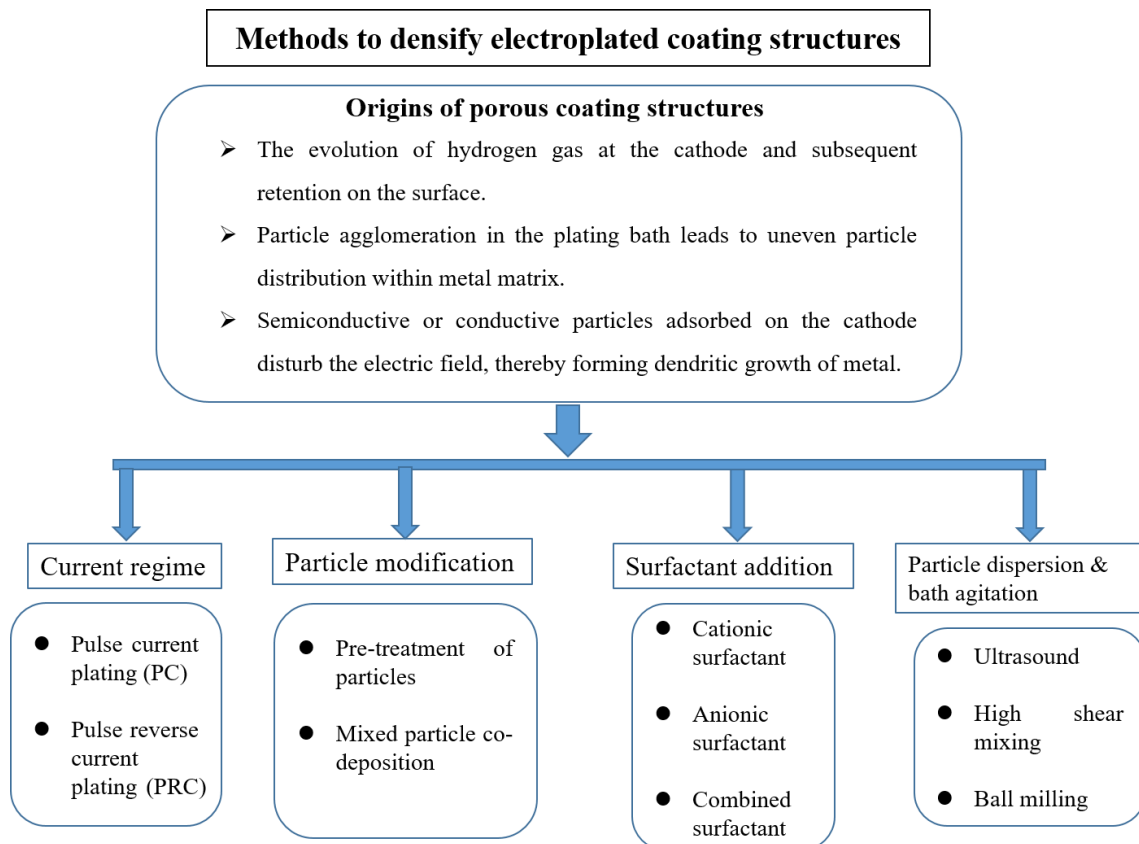 Methods to densify electroplated coating structures
Origins of porous coating structures
➢ The evolution of hydrogen gas at the cathode and subsequent
retention on the surface.
➢ Particle agglomeration in the plating bath leads to uneven particle
distribution within metal matrix.
➢ Semiconductive or conductive particles adsorbed on the cathode
disturb the electric field, thereby forming dendritic growth of metal.
Current regime
● Pulse current
plating (PC)
● Pulse reverse
current
plating (PRC)
Particle modification
● Pre-treatment of
particles
● Mixed particle co-
deposition
Surfactant addition
● Cationic
surfactant
● Anionic
surfactant
● Combined
surfactant
Particle dispersion &
bath agitation
● Ultrasound
● High shear
mixing
● Ball milling